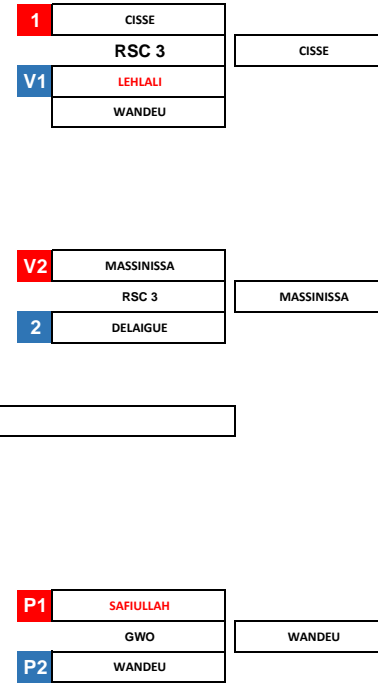 1 CISSE
RSC 3 CISSE
V1 LEHLALI
WANDEU
V2 MASSINISSA
RSC 3 MASSINISSA
2 DELAIGUE
P1 SAFIULLAH
GWO WANDEU
P2 WANDEU